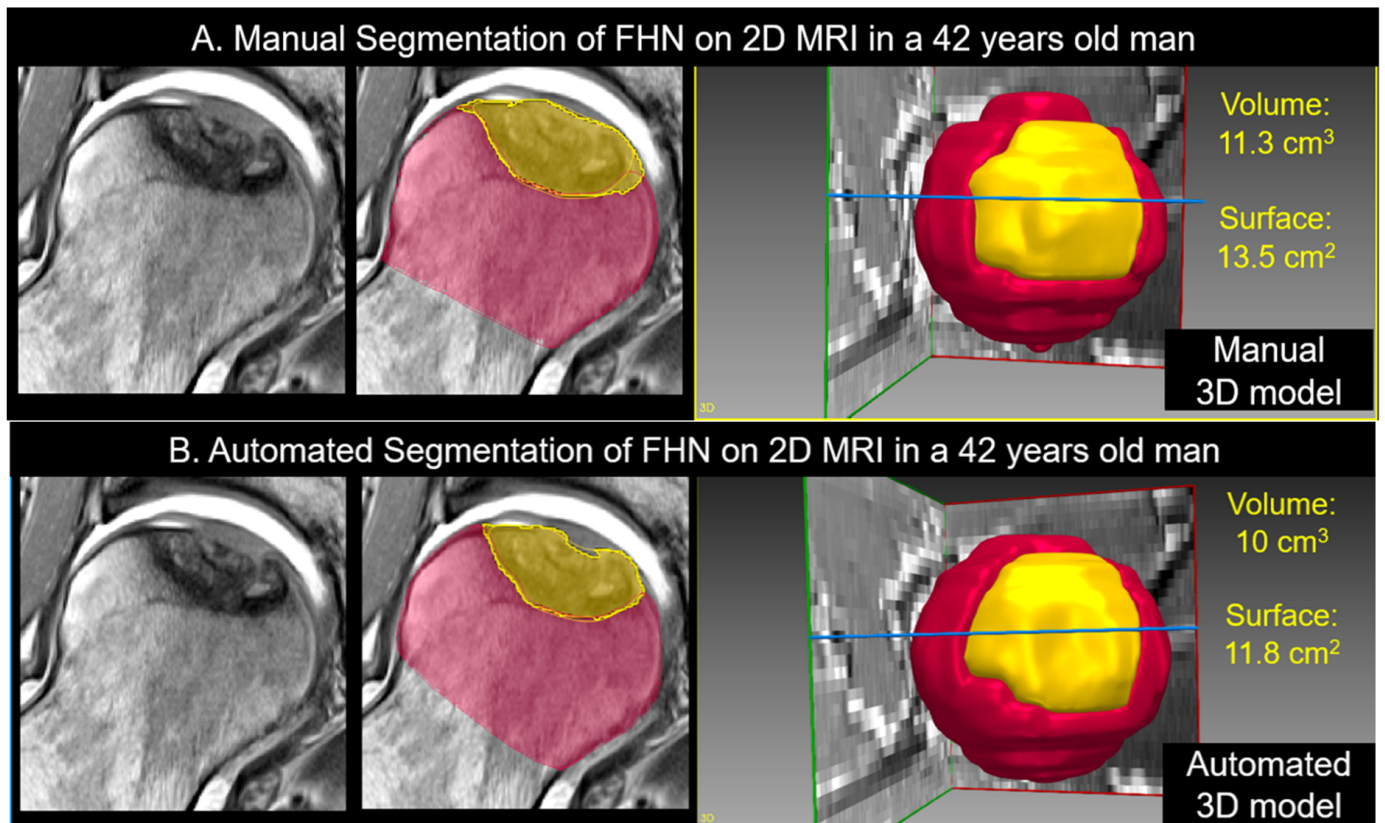 A. Manual Segmentation of FHN on 2D MRI in a 42 years old man
Volume:
11.3 cm³
Surface:
13.5 cm²
Manual
3D model
3D
B. Automated Segmentation of FHN on 2D MRI in a 42 years old man
Volume:
10 cm³
Surface:
11.8 cm²
Automated
3D model
3D